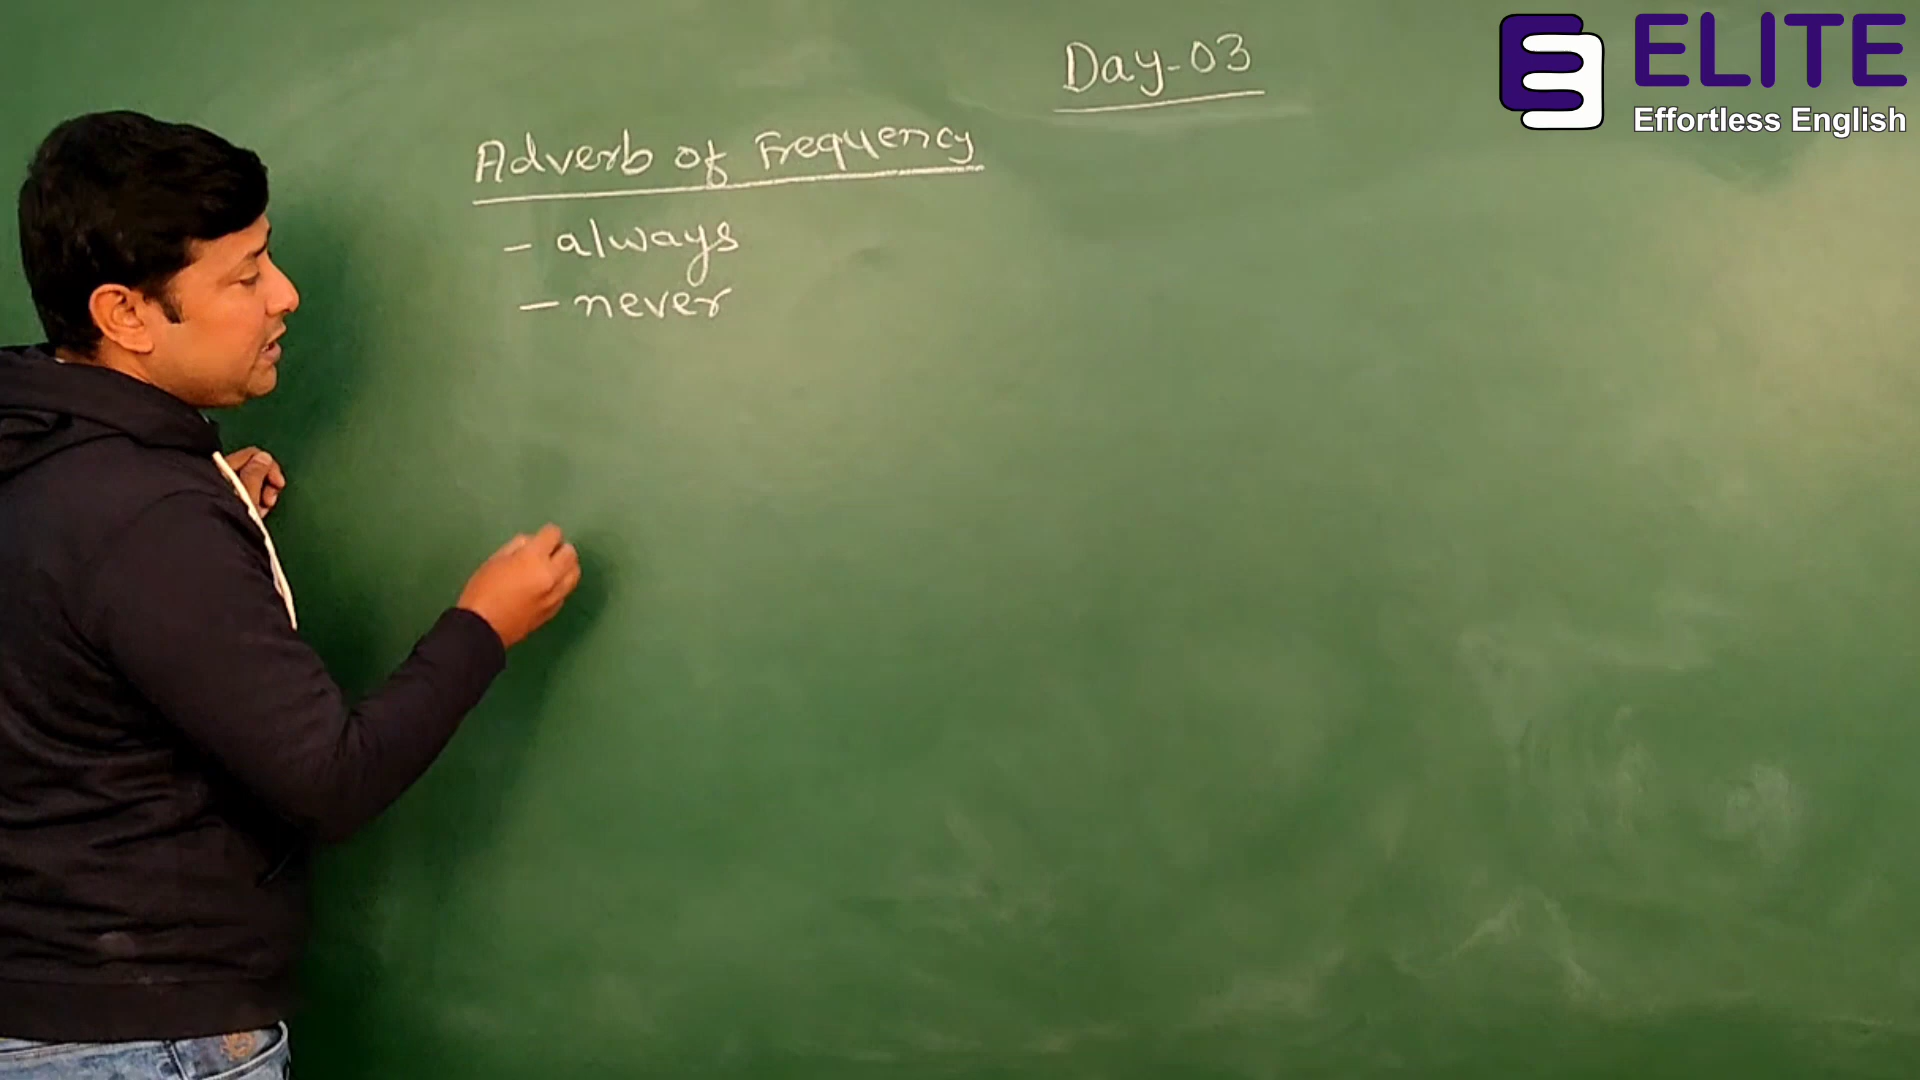 Day-03
ELITE
Effortless English
Adverb of Frequency
- always
- never